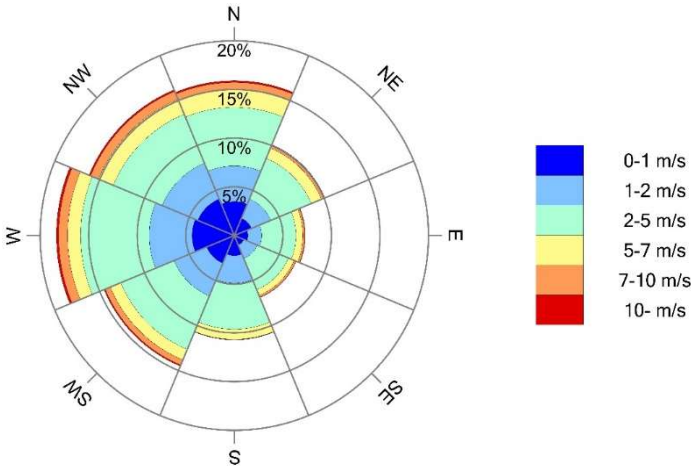 N
20%
NW
NE
15%
10%
5%
W
E
SW
SE
S
0-1 m/s
1-2 m/s
2-5 m/s
5-7 m/s
7-10 m/s
10- m/s